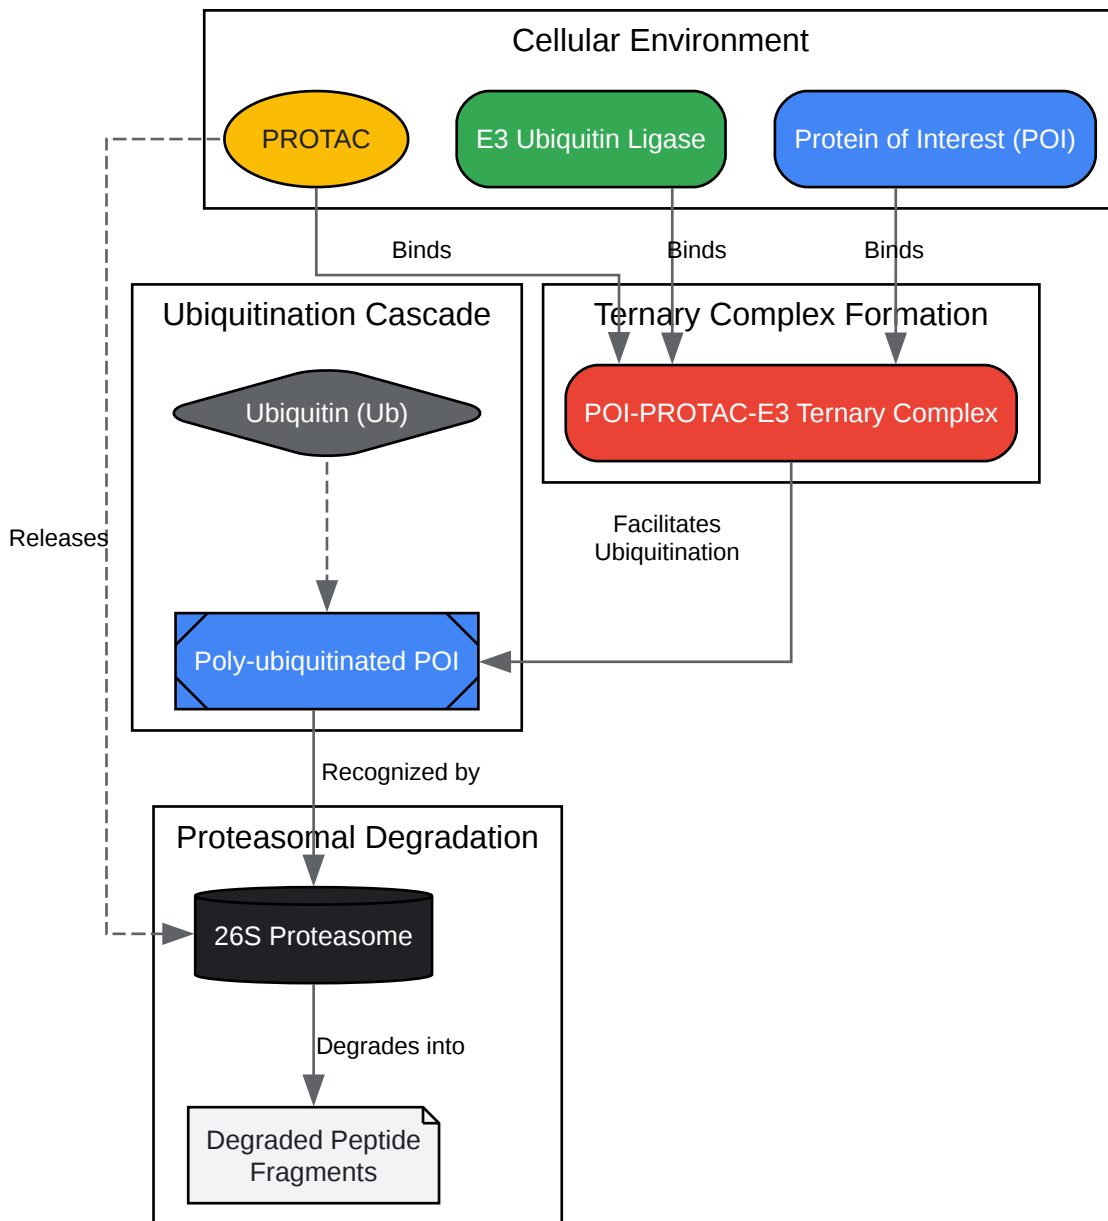 Cellular Environment
PROTAC
E3 Ubiquitin Ligase
Protein of Interest (POI)
Binds
Binds
Binds
Ubiquitination Cascade
Ternary Complex Formation
Ubiquitin (Ub)
POI-PROTAC-E3 Ternary Complex
Releases
Facilitates
Ubiquitination
Poly-ubiquitinated POI
Recognized by
Proteasomal Degradation
26S Proteasome
Degrades into
Degraded Peptide
Fragments